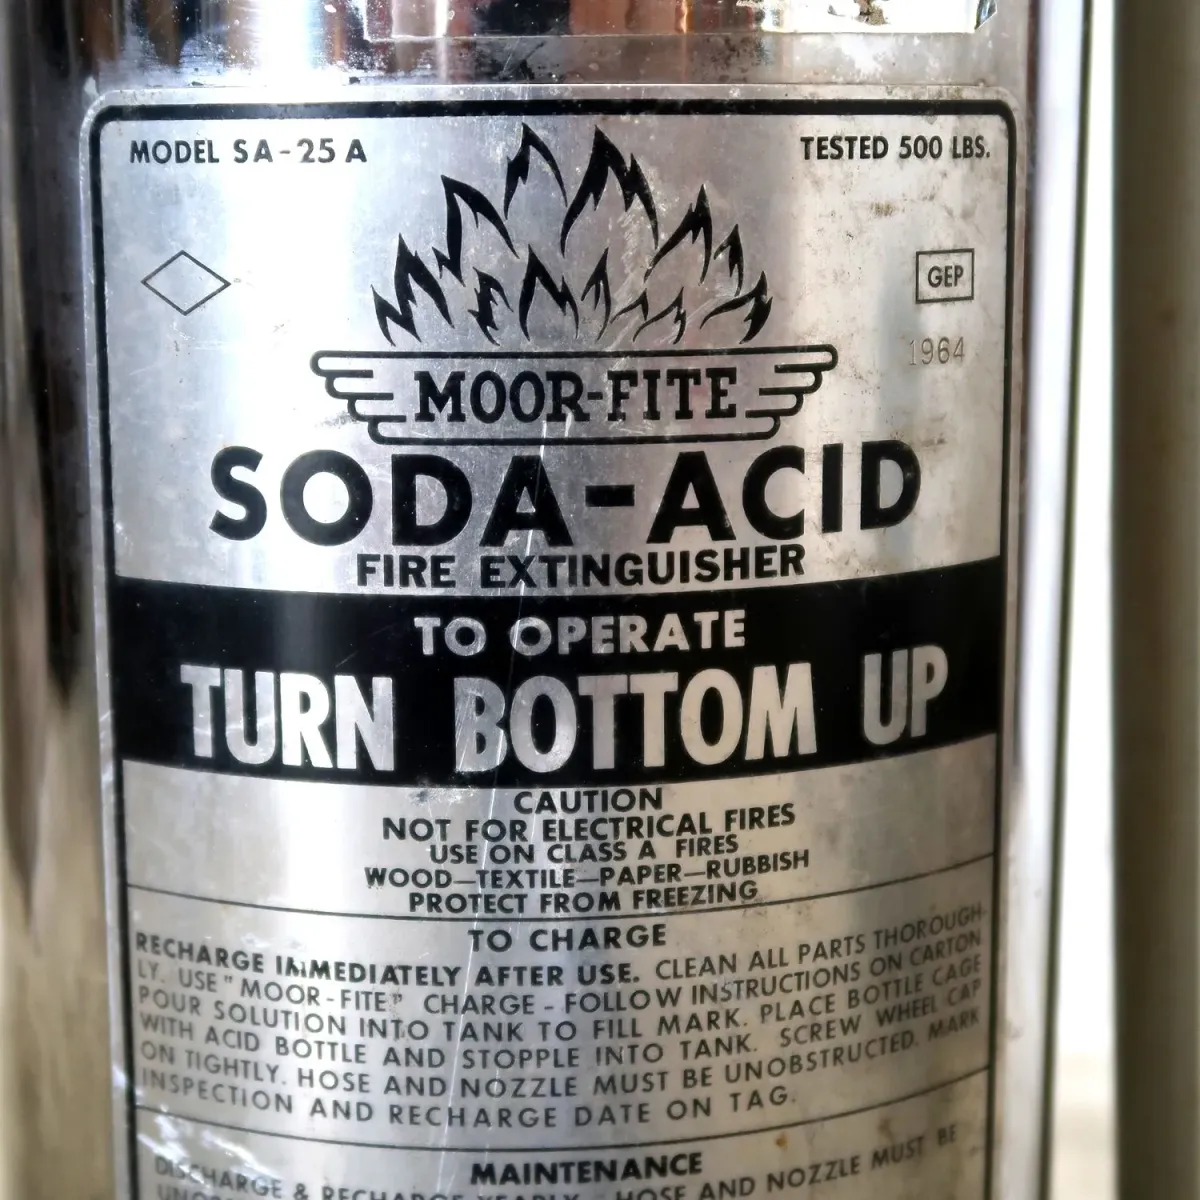 MODEL SA-25 A
TESTED 500 LBS.
GEP
1964
MOOR-FITE
SODA-ACID
FIRE EXTINGUISHER
TO OPERATE
TURN BOTTOM UP
CAUTION
NOT FOR ELECTRICAL FIRES
USE ON CLASS A FIRES
WOOD—TEXTILE—PAPER—RUBBISH
PROTECT FROM FREEZING
TO CHARGE
RECHARGE IMMEDIATELY AFTER USE. CLEAN ALL PARTS THOROUGH-
LY. USE "MOOR-FITE" CHARGE - FOLLOW INSTRUCTIONS ON CARTON
POUR SOLUTION INTO TANK TO FILL MARK. PLACE BOTTLE CAGE
WITH ACID BOTTLE AND STOPPLE INTO TANK. SCREW WHEEL CAP
ON TIGHTLY. HOSE AND NOZZLE MUST BE UNOBSTRUCTED. MARK
INSPECTION AND RECHARGE DATE ON TAG.
MAINTENANCE
DISCHARGE & RECHARGE YEARLY - HOSE AND NOZZLE MUST BE